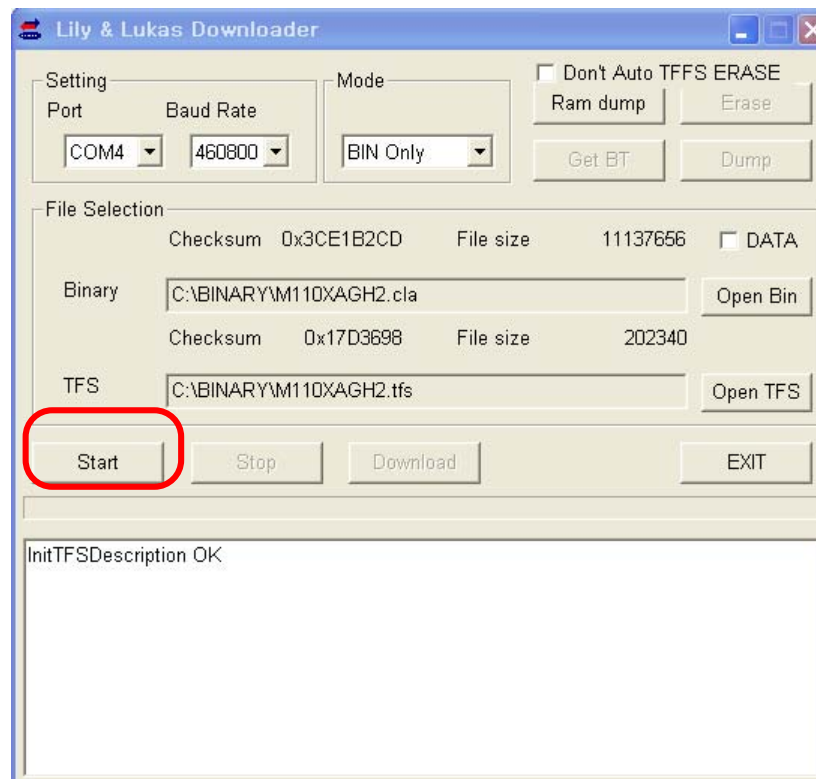 Lily & Lukas Downloader
Setting
Mode
Don't Auto TFFS ERASE
Port
Baud Rate
Ram dump
Erase
COM4
460800
BIN Only
Get BT
Dump
File Selection
Checksum 0x3CE1B2CD File size 11137656 DATA
Binary C:\BINARY\M110XAGH2.cla Open Bin
Checksum 0x17D3698 File size 202340
TFS C:\BINARY\M110XAGH2.tfs Open TFS
Start Stop Download EXIT
InitTFSDescription OK